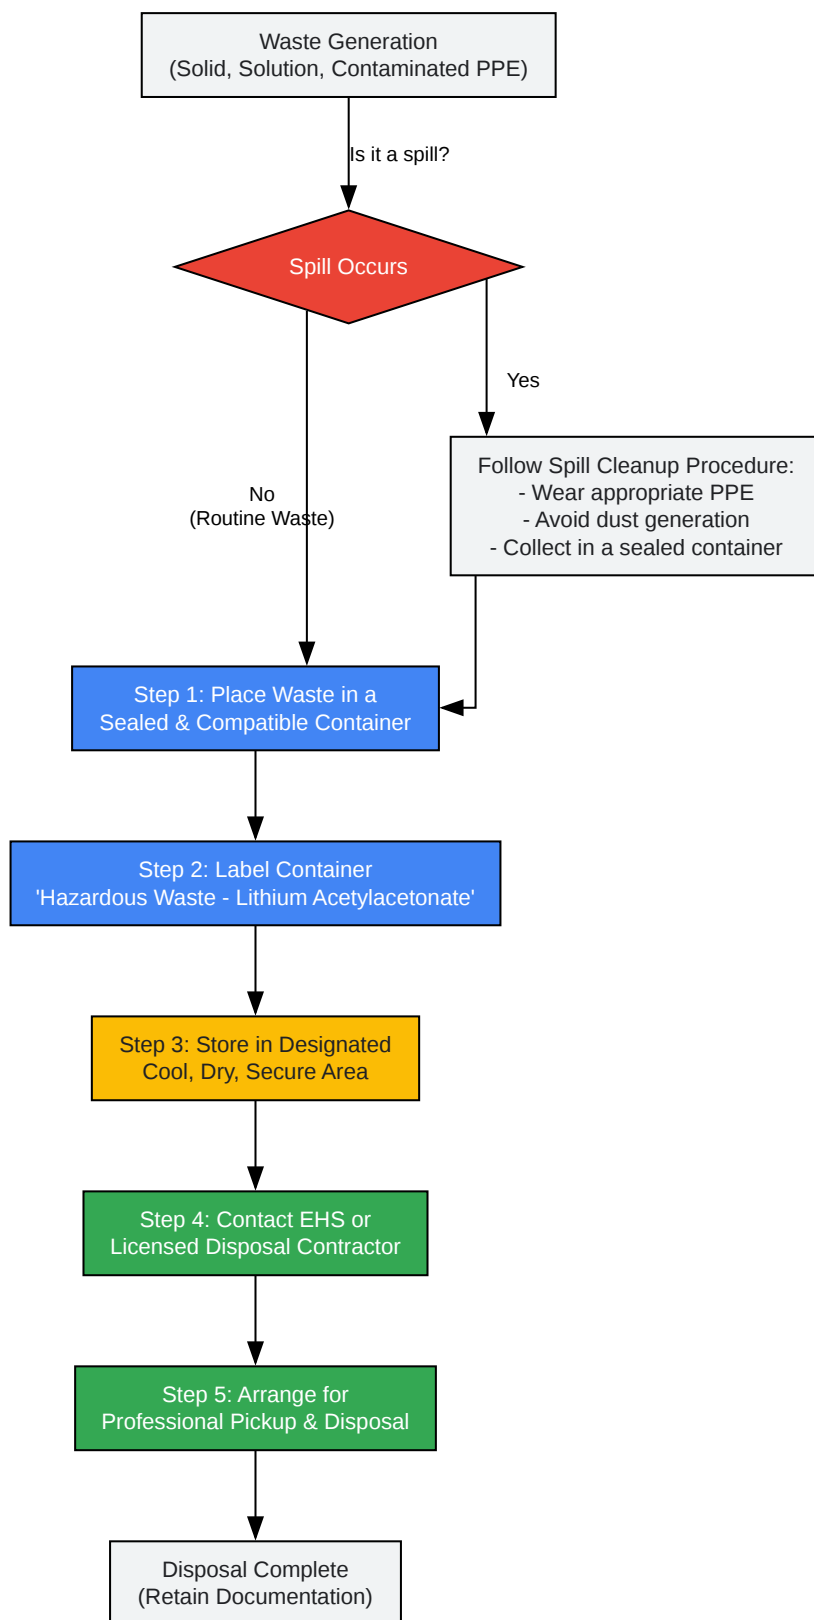 Waste Generation
(Solid, Solution, Contaminated PPE)
Is it a spill?
Spill Occurs
Yes
Follow Spill Cleanup Procedure:
- Wear appropriate PPE
- Avoid dust generation
- Collect in a sealed container
No
(Routine Waste)
Step 1: Place Waste in a
Sealed & Compatible Container
Step 2: Label Container
'Hazardous Waste - Lithium Acetylacetonate'
Step 3: Store in Designated
Cool, Dry, Secure Area
Step 4: Contact EHS or
Licensed Disposal Contractor
Step 5: Arrange for
Professional Pickup & Disposal
Disposal Complete
(Retain Documentation)